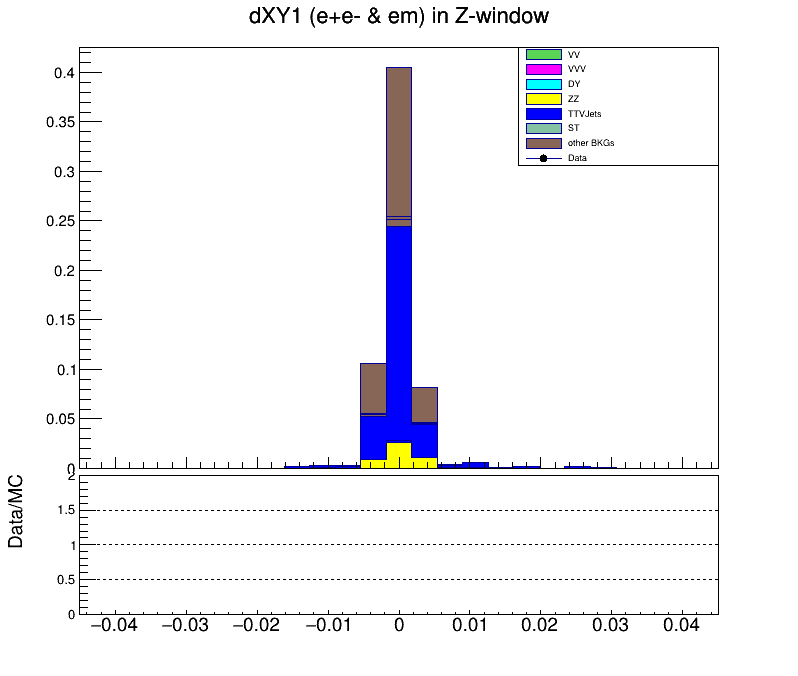 dXY1 (e+e- & em) in Z-window
VV
VVV
DY
ZZ
TTVJets
ST
other BKGs
Data
0.4
0.35
0.3
0.25
0.2
0.15
0.1
0.05
0
Data/MC
2
1.5
1
0.5
0
−0.04
−0.03
−0.02
−0.01
0
0.01
0.02
0.03
0.04